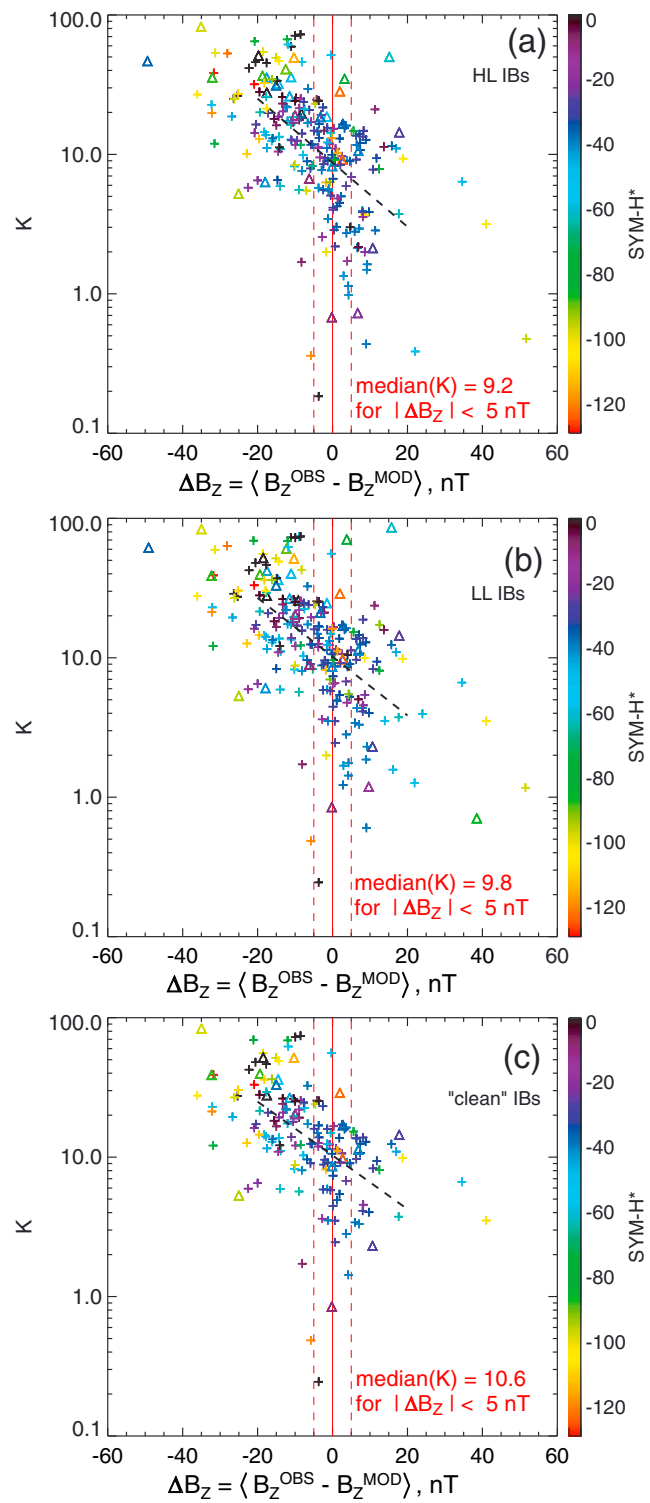 (a)
HL IBs
100.0
10.0
1.0
0.1
K
median(K) = 9.2
for |ΔB_Z| < 5 nT
-60 -40 -20 0 20 40 60
ΔB_Z = ⟨ B_Z^OBS - B_Z^MOD ⟩ , nT
0
-20
-40
-60
-80
-100
-120
SYM-H*
(b)
LL IBs
100.0
10.0
1.0
0.1
K
median(K) = 9.8
for |ΔB_Z| < 5 nT
-60 -40 -20 0 20 40 60
ΔB_Z = ⟨ B_Z^OBS - B_Z^MOD ⟩ , nT
0
-20
-40
-60
-80
-100
-120
SYM-H*
(c)
"clean" IBs
100.0
10.0
1.0
0.1
K
median(K) = 10.6
for |ΔB_Z| < 5 nT
-60 -40 -20 0 20 40 60
ΔB_Z = ⟨ B_Z^OBS - B_Z^MOD ⟩ , nT
0
-20
-40
-60
-80
-100
-120
SYM-H*